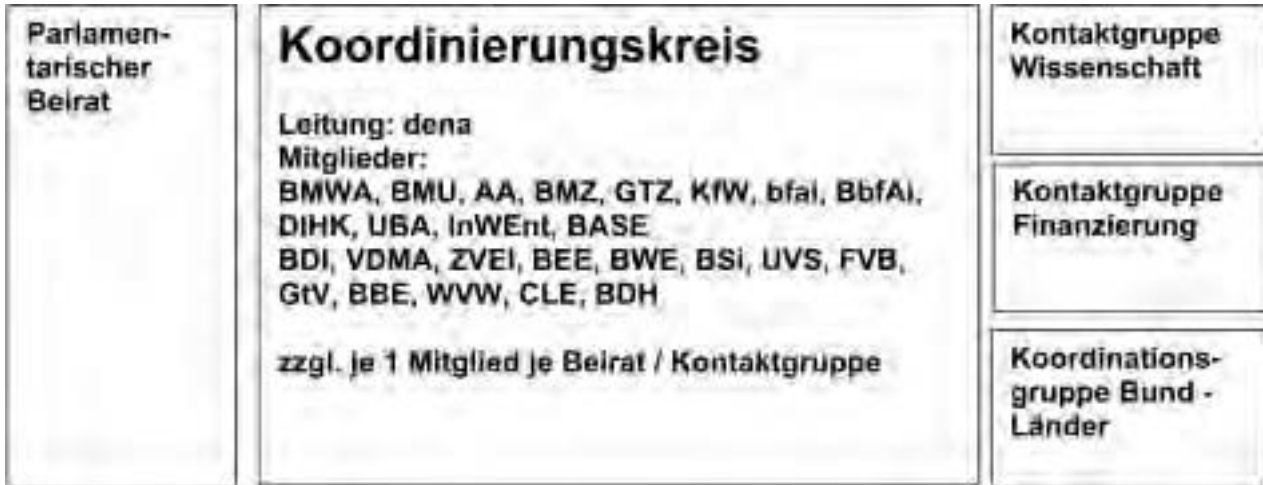 Parlamen-
tarischer
Beirat
Koordinierungskreis
Leitung: dena
Mitglieder:
BMWA, BMU, AA, BMZ, GTZ, KfW, bfai, BbfAi,
DIHK, UBA, InWEnt, BASE
BDI, VDMA, ZVEI, BEE, BWE, BSi, UVS, FVB,
GtV, BBE, WVW, CLE, BDH
zzgl. je 1 Mitglied je Beirat / Kontaktgruppe
Kontaktgruppe
Wissenschaft
Kontaktgruppe
Finanzierung
Koordinations-
gruppe Bund -
Länder